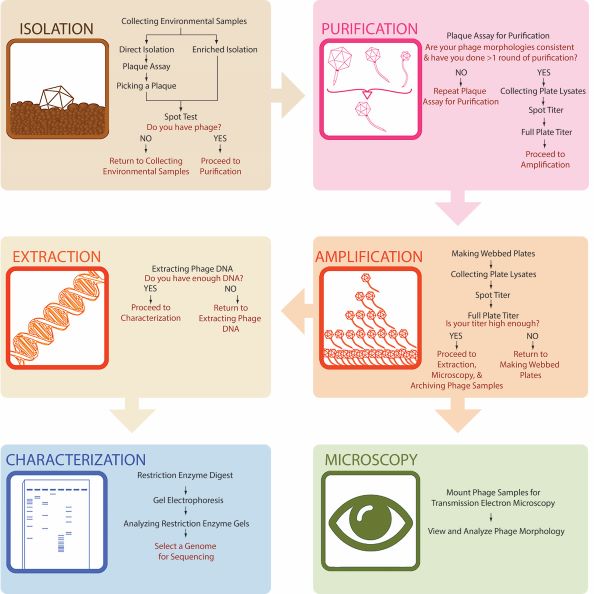 ISOLATION
Collecting Environmental Samples
Direct Isolation
Enriched Isolation
Plaque Assay
Picking a Plaque
Spot Test
Do you have phage?
NO
YES
Return to Collecting
Environmental Samples
Proceed to
Purification
PURIFICATION
Plaque Assay for Purification
Are your phage morphologies consistent
& have you done >1 round of purification?
NO
YES
Repeat Plaque
Assay for Purification
Collecting Plate Lysates
Spot Titer
Full Plate Titer
Proceed to
Amplification
EXTRACTION
Extracting Phage DNA
Do you have enough DNA?
YES
NO
Proceed to
Characterization
Return to
Extracting Phage
DNA
AMPLIFICATION
Making Webbed Plates
Collecting Plate Lysates
Spot Titer
Full Plate Titer
Is your titer high enough?
YES
NO
Proceed to
Extraction,
Microscopy, &
Archiving Phage Samples
Return to
Making Webbed
Plates
CHARACTERIZATION
Restriction Enzyme Digest
Gel Electrophoresis
Analyzing Restriction Enzyme Gels
Select a Genome
for Sequencing
MICROSCOPY
Mount Phage Samples for
Transmission Electron Microscopy
View and Analyze Phage Morphology